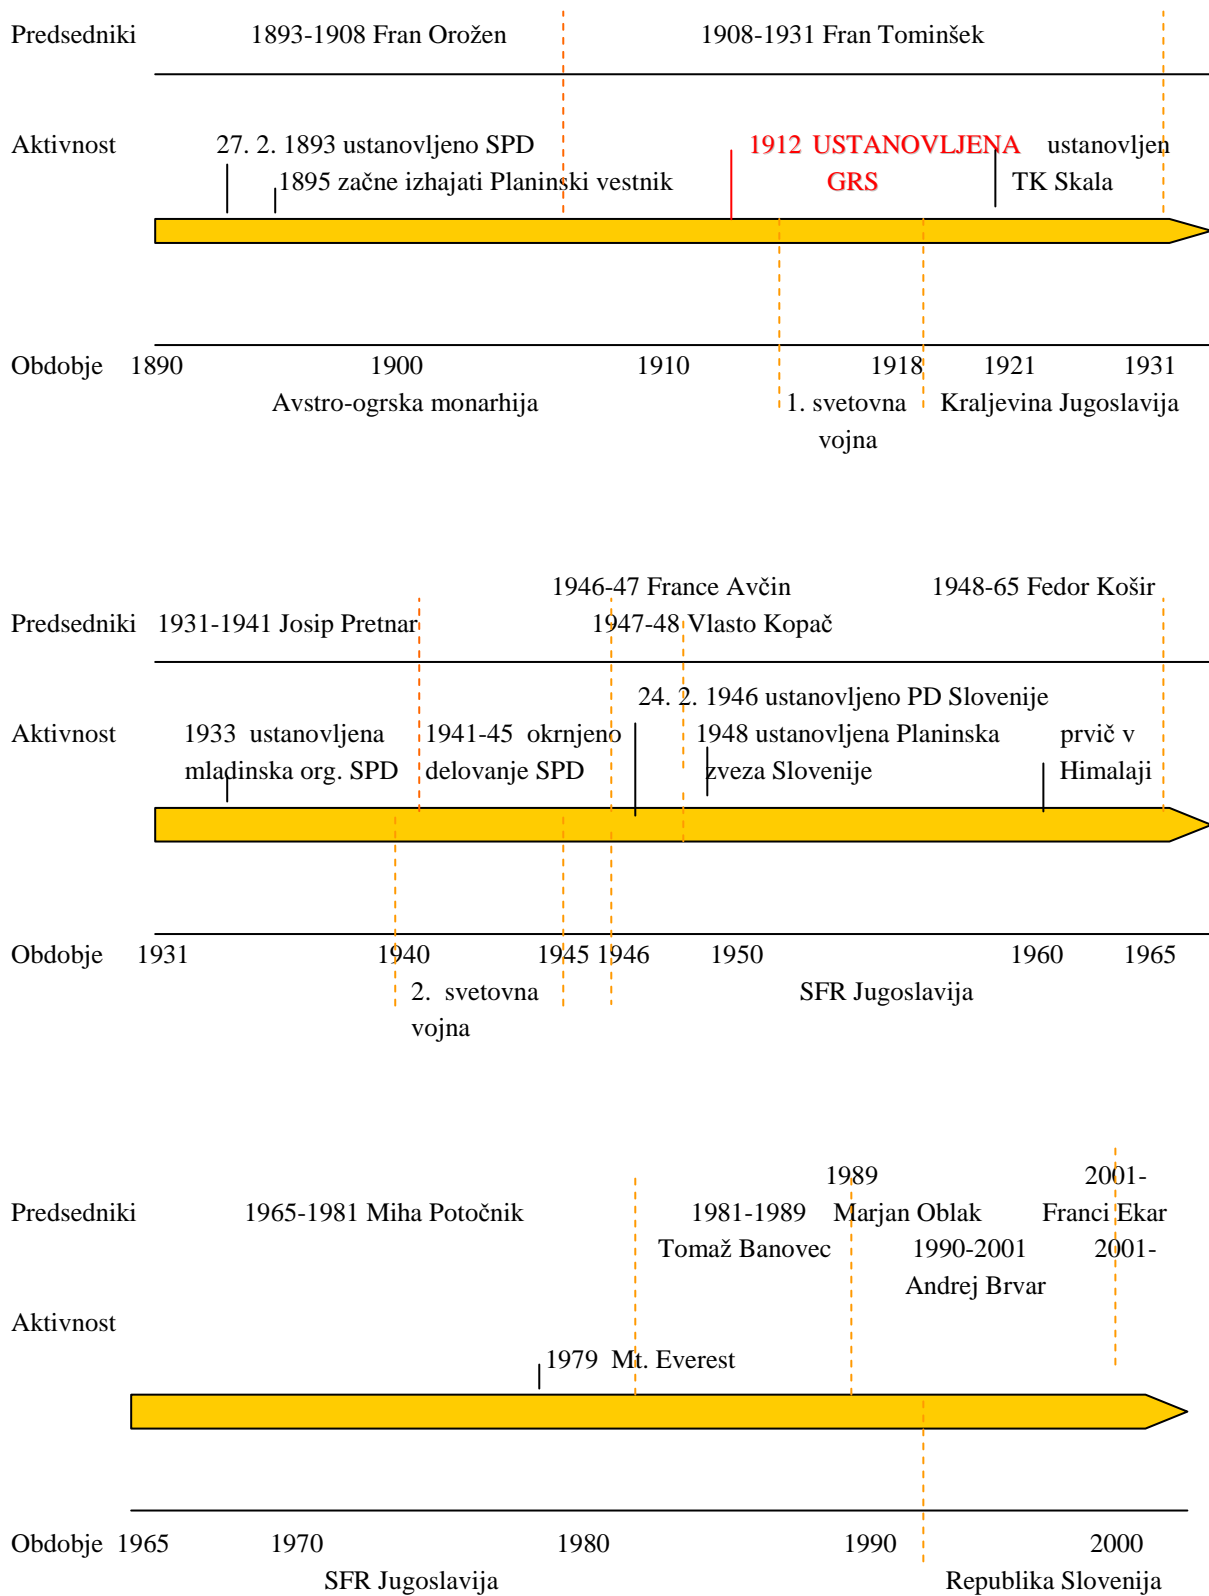 Predsedniki 1893-1908 Fran Orožen 1908-1931 Fran Tominšek
Aktivnost 27. 2. 1893 ustanovljeno SPD 1912 USTANOVLJENA ustanovljen
1895 začne izhajati Planinski vestnik GRS TK Skala
Obdobje 1890 1900 1910 1918 1921 1931
Avstro-ogrska monarhija 1. svetovna Kraljevina Jugoslavija
vojna
1946-47 France Avčin 1948-65 Fedor Košir
Predsedniki 1931-1941 Josip Pretnar 1947-48 Vlasto Kopač
24. 2. 1946 ustanovljeno PD Slovenije
Aktivnost 1933 ustanovljena 1941-45 okrnjeno 1948 ustanovljena Planinska prvič v
mladinska org. SPD delovanje SPD zveza Slovenije Himalaji
Obdobje 1931 1940 1945 1946 1950 1960 1965
2. svetovna SFR Jugoslavija
vojna
1989 2001-
Predsedniki 1965-1981 Miha Potočnik 1981-1989 Marjan Oblak Franci Ekar
Tomaž Banovec 1990-2001 2001-
Andrej Brvar
Aktivnost
1979 Mt. Everest
Obdobje 1965 1970 1980 1990 2000
SFR Jugoslavija Republika Slovenija